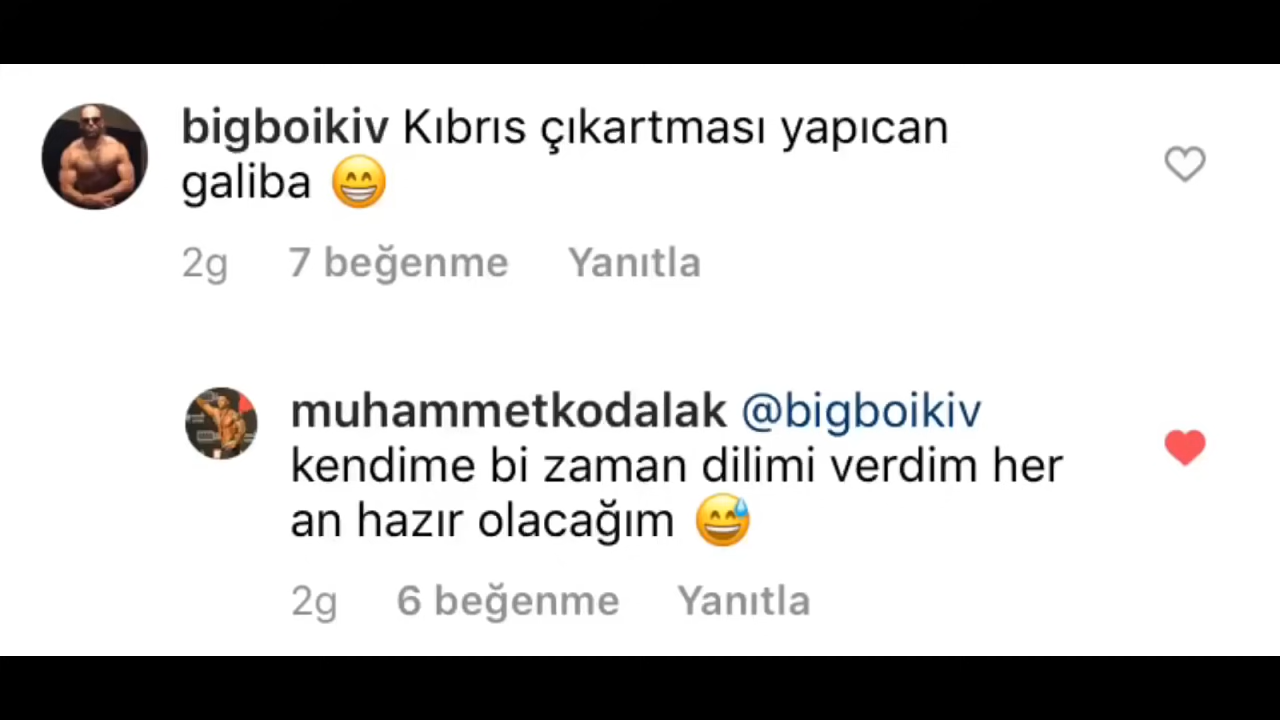 bigboikiv Kıbrıs çıkartması yapıcan
galiba 😁
2g 7 beğenme Yanıtla
muhammetkodalak @bigboikiv
kendime bi zaman dilimi verdim her
an hazır olacağım 😅
2g 6 beğenme Yanıtla